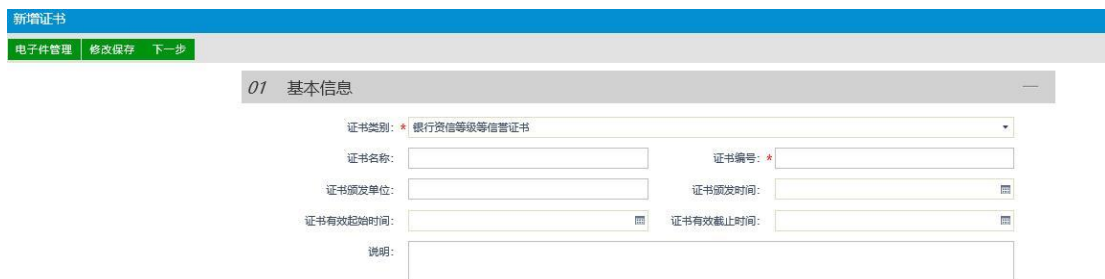 新增证书
电子件管理 修改保存 下一步
01 基本信息
证书类别: * 银行资信等级等信誉证书
证书名称: 证书编号: *
证书颁发单位: 证书颁发时间:
证书有效起始时间: 证书有效截止时间:
说明: